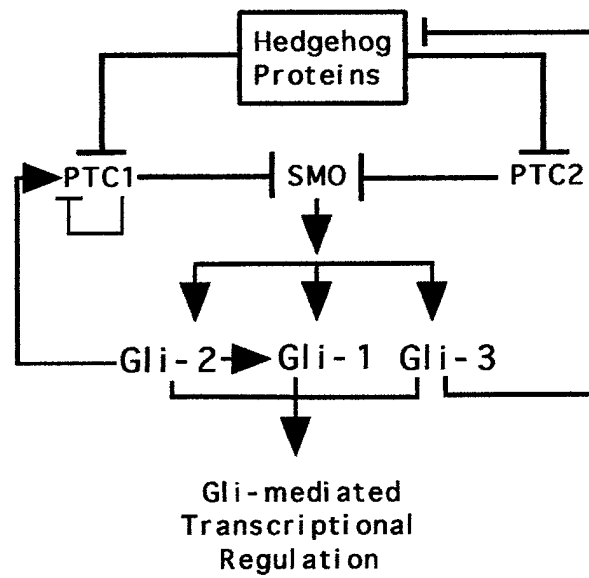 Hedgehog
Proteins
PTC1
SMO
PTC2
Gli-2
Gli-1
Gli-3
Gli-mediated
Transcriptional
Regulation